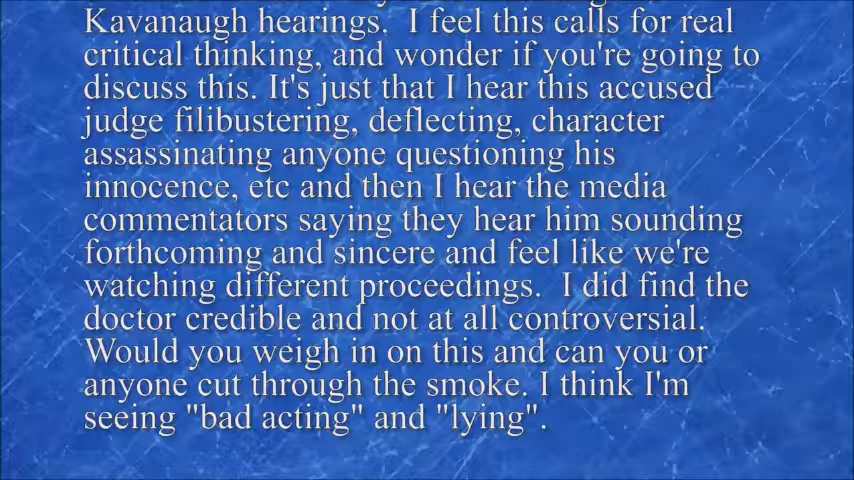 Kavanaugh hearings.  I feel this calls for real
critical thinking, and wonder if you're going to
discuss this. It's just that I hear this accused
judge filibustering, deflecting, character
assassinating anyone questioning his
innocence, etc and then I hear the media
commentators saying they hear him sounding
forthcoming and sincere and feel like we're
watching different proceedings.  I did find the
doctor credible and not at all controversial.
Would you weigh in on this and can you or
anyone cut through the smoke. I think I'm
seeing "bad acting" and "lying".